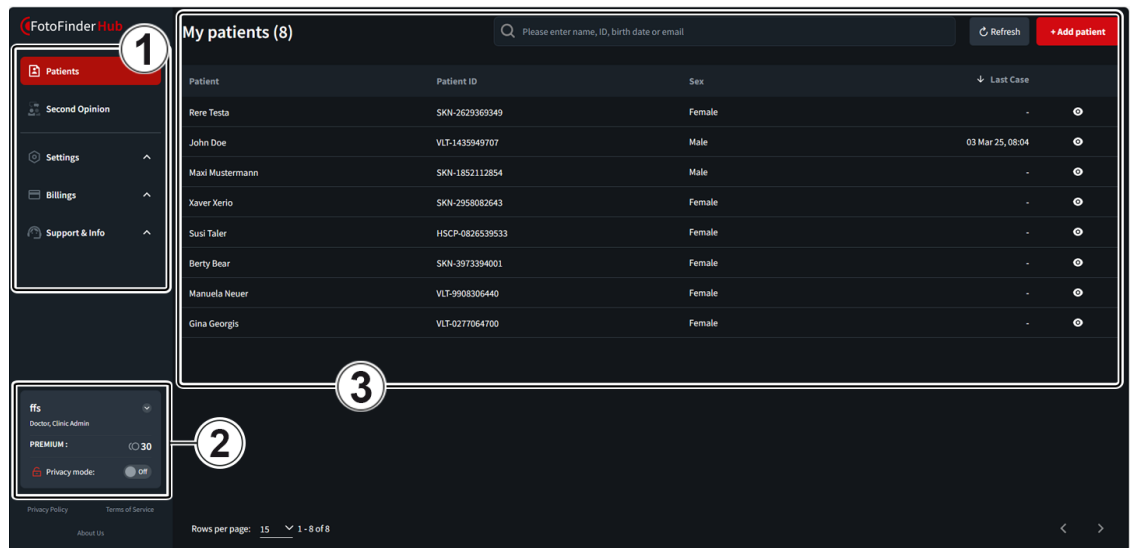 FotoFinder Hub
1
Patients
Second Opinion
Settings
Billings
Support & Info
My patients (8)
Please enter name, ID, birth date or email
Refresh
+ Add patient
Patient Patient ID Sex Last Case
Rere Testa SKN-2629369349 Female -
John Doe VLT-1435949707 Male 03 Mar 25, 08:04
Maxi Mustermann SKN-1852112854 Male -
Xaver Xerio SKN-2958082643 Female -
Susi Taler HSCP-0826539533 Female -
Berty Bear SKN-3973394001 Female -
Manuela Neuer VLT-9908306440 Female -
Gina Georgis VLT-0277064700 Female -
3
ffs
Doctor, Clinic Admin
PREMIUM : 30
Privacy mode: Off
2
Privacy Policy Terms of Service
About Us
Rows per page: 15 1 - 8 of 8